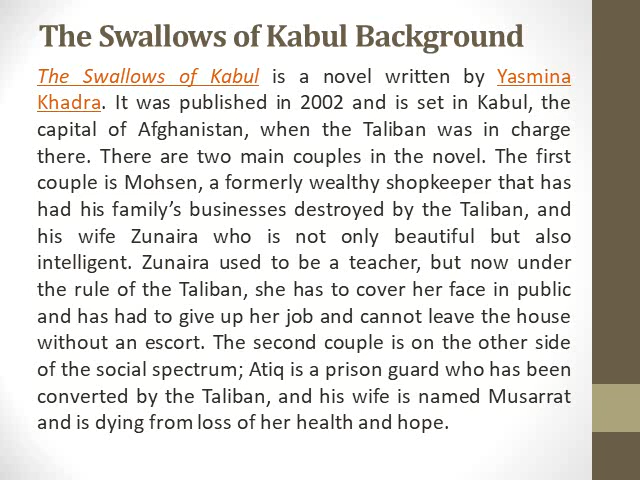 The Swallows of Kabul Background
The Swallows of Kabul is a novel written by Yasmina
Khadra. It was published in 2002 and is set in Kabul, the
capital of Afghanistan, when the Taliban was in charge
there. There are two main couples in the novel. The first
couple is Mohsen, a formerly wealthy shopkeeper that has
had his family’s businesses destroyed by the Taliban, and
his wife Zunaira who is not only beautiful but also
intelligent. Zunaira used to be a teacher, but now under
the rule of the Taliban, she has to cover her face in public
and has had to give up her job and cannot leave the house
without an escort. The second couple is on the other side
of the social spectrum; Atiq is a prison guard who has been
converted by the Taliban, and his wife is named Musarrat
and is dying from loss of her health and hope.